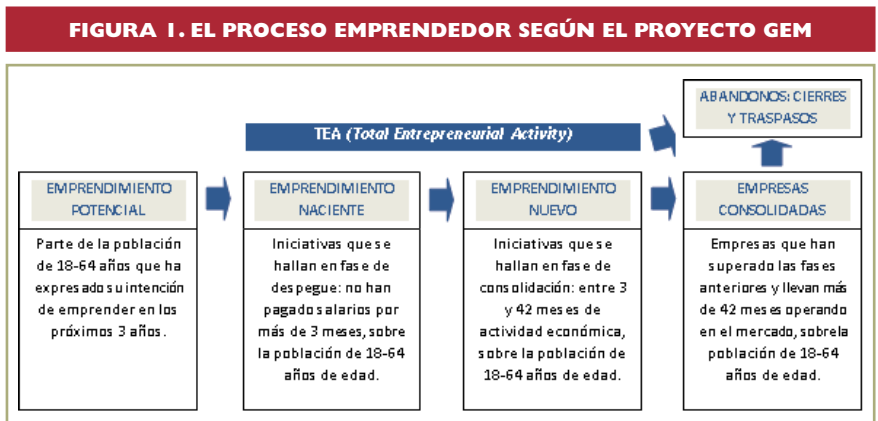 FIGURA 1. EL PROCESO EMPRENDEDOR SEGÚN EL PROYECTO GEM
ABANDONOS: CIERRES
Y TRASPASOS
TEA (Total Entrepreneurial Activity)
EMPRENDIMIENTO
POTENCIAL
Parte de la población
de 18-64 años que ha
expresado su intención
de emprender en los
próximos 3 años.
EMPRENDIMIENTO
NACIENTE
Iniciativas que se
hallan en fase de
despegue: no han
pagado salarios por
más de 3 meses, sobre
la población de 18-64
años de edad.
EMPRENDIMIENTO
NUEVO
Iniciativas que se
hallan en fase de
consolidación: entre 3
y 42 meses de
actividad económica,
sobre la población de
18-64 años de edad.
EMPRESAS
CONSOLIDADAS
Empresas que han
superado las fases
anteriores y llevan más
de 42 meses operando
en el mercado, sobre la
población de 18-64
años de edad.